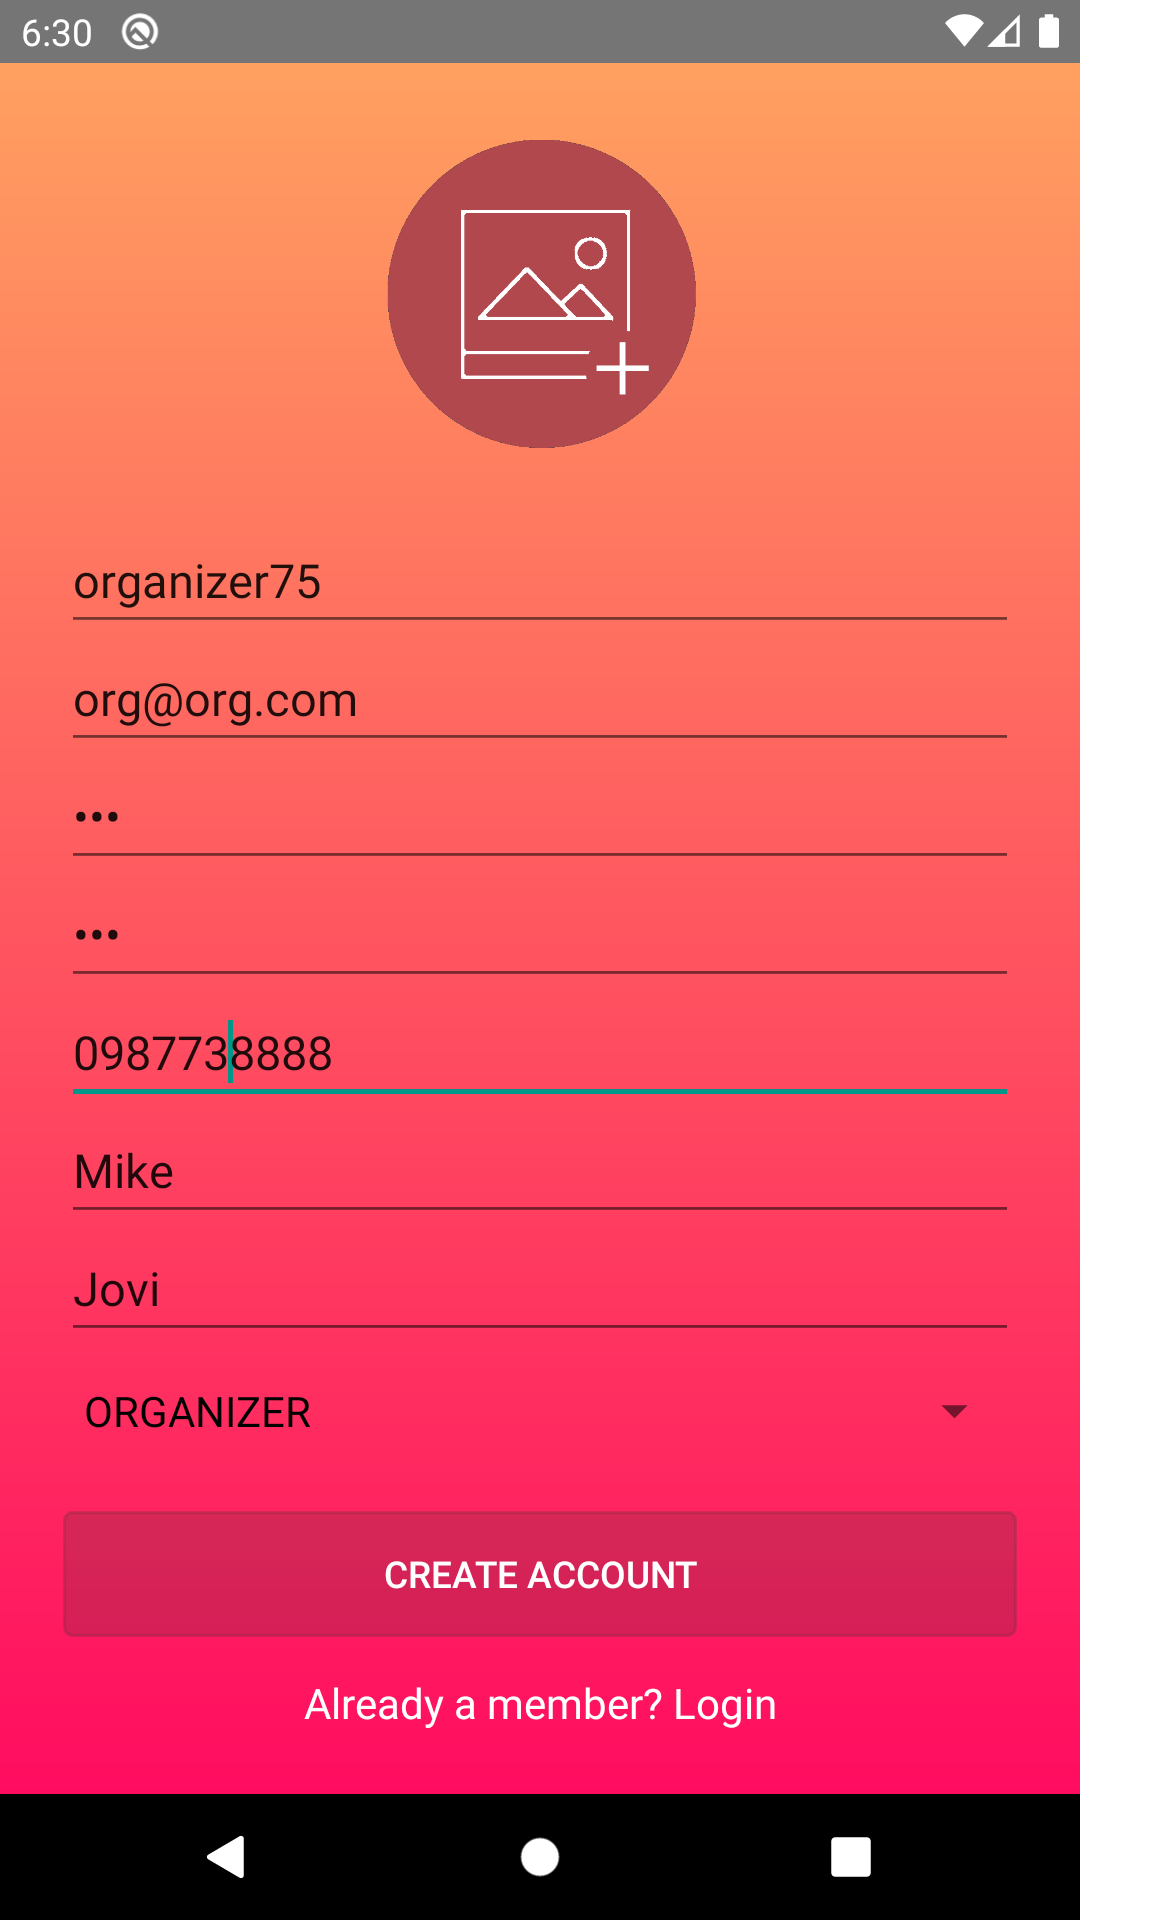 6:30
organizer75
org@org.com
•••
•••
0987738888
Mike
Jovi
ORGANIZER
CREATE ACCOUNT
Already a member? Login